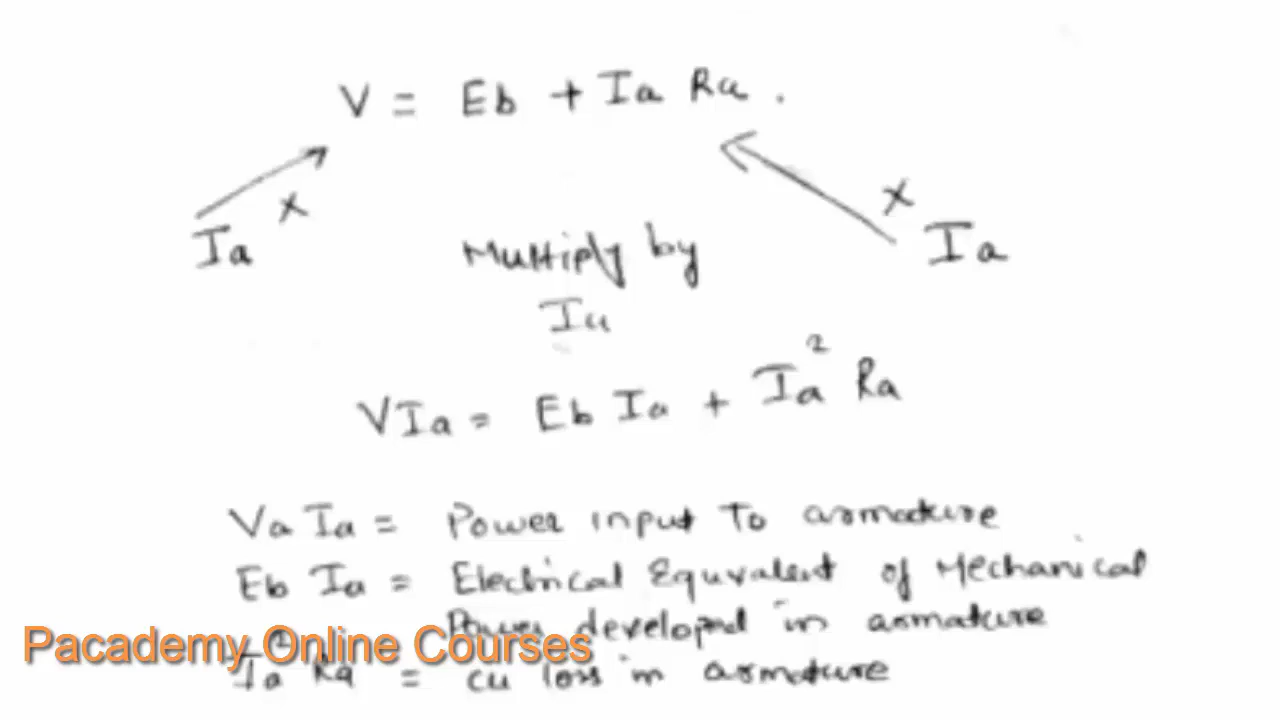 V = Eb + Ia Ra .
Ia × × Ia
Multiply by
Ia
VIa = Eb Ia + Ia² Ra
Va Ia = Power input To armature
Eb Ia = Electrical Equvalent of Mechanical
Power developed in armature
Ia² Ra = cu loss in armature
Pacademy Online Courses